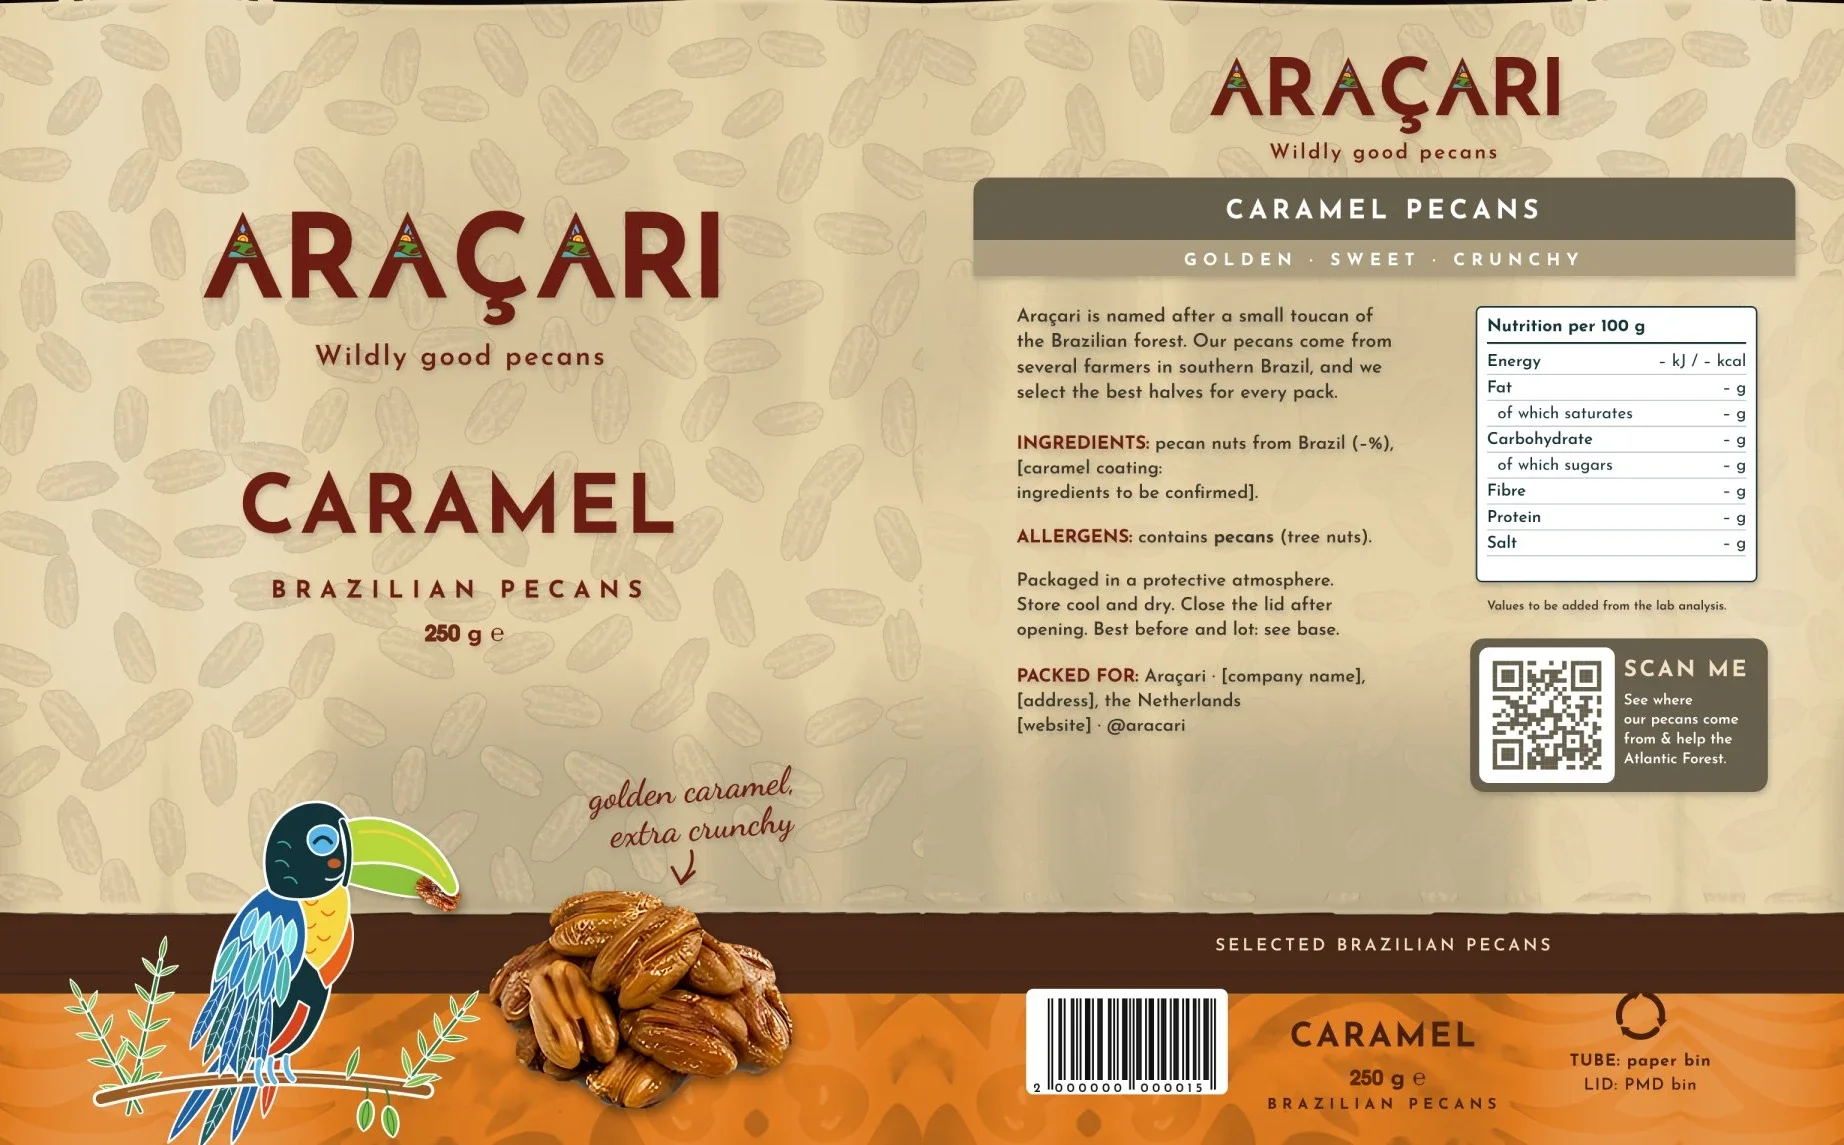 ARAÇARI
Wildly good pecans
CARAMEL
BRAZILIAN PECANS
250 g ℮
golden caramel,
extra crunchy
ARAÇARI
Wildly good pecans
CARAMEL PECANS
GOLDEN · SWEET · CRUNCHY
Araçari is named after a small toucan of
the Brazilian forest. Our pecans come from
several farmers in southern Brazil, and we
select the best halves for every pack.
INGREDIENTS: pecan nuts from Brazil (–%),
[caramel coating:
ingredients to be confirmed].
ALLERGENS: contains pecans (tree nuts).
Packaged in a protective atmosphere.
Store cool and dry. Close the lid after
opening. Best before and lot: see base.
PACKED FOR: Araçari · [company name],
[address], the Netherlands
[website] · @aracari
Nutrition per 100 g
Energy – kJ / – kcal
Fat – g
of which saturates – g
Carbohydrate – g
of which sugars – g
Fibre – g
Protein – g
Salt – g
Values to be added from the lab analysis.
SCAN ME
See where
our pecans come
from & help the
Atlantic Forest.
SELECTED BRAZILIAN PECANS
2 000000 000015
CARAMEL
250 g ℮
BRAZILIAN PECANS
TUBE: paper bin
LID: PMD bin